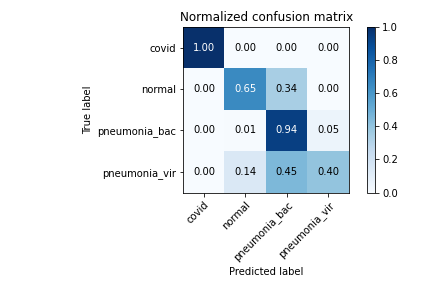 Normalized confusion matrix
True label
covid
normal
pneumonia_bac
pneumonia_vir
1.00 0.00 0.00 0.00
0.00 0.65 0.34 0.00
0.00 0.01 0.94 0.05
0.00 0.14 0.45 0.40
covid
normal
pneumonia_bac
pneumonia_vir
Predicted label
1.0
0.8
0.6
0.4
0.2
0.0